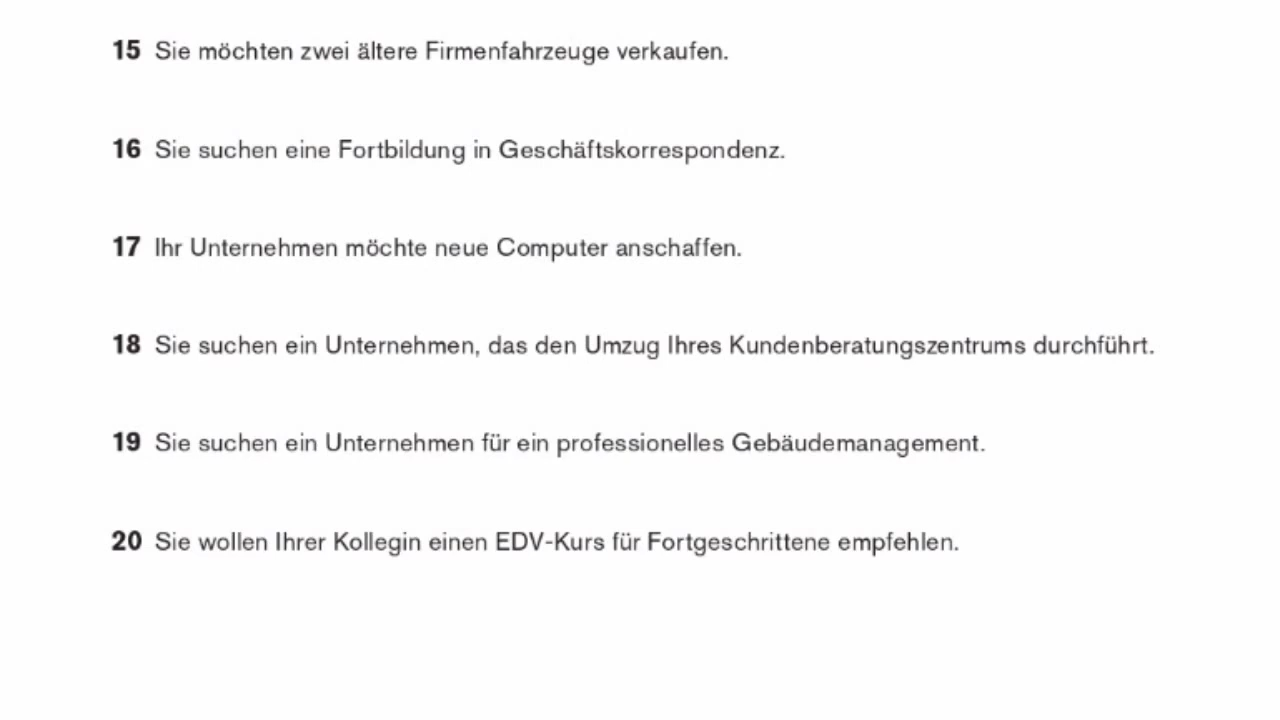 15 Sie möchten zwei ältere Firmenfahrzeuge verkaufen.
16 Sie suchen eine Fortbildung in Geschäftskorrespondenz.
17 Ihr Unternehmen möchte neue Computer anschaffen.
18 Sie suchen ein Unternehmen, das den Umzug Ihres Kundenberatungszentrums durchführt.
19 Sie suchen ein Unternehmen für ein professionelles Gebäudemanagement.
20 Sie wollen Ihrer Kollegin einen EDV-Kurs für Fortgeschrittene empfehlen.